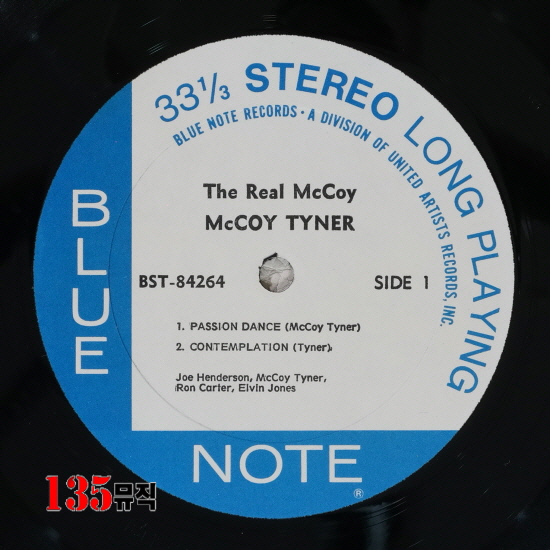 33⅓ STEREO LONG PLAYING
BLUE NOTE RECORDS • A DIVISION OF UNITED ARTISTS RECORDS, INC.
The Real McCoy
McCOY TYNER
BST-84264
SIDE 1
1. PASSION DANCE (McCoy Tyner)
2. CONTEMPLATION (Tyner)
Joe Henderson, McCoy Tyner,
Ron Carter, Elvin Jones
BLUE
NOTE
®
135뮤직